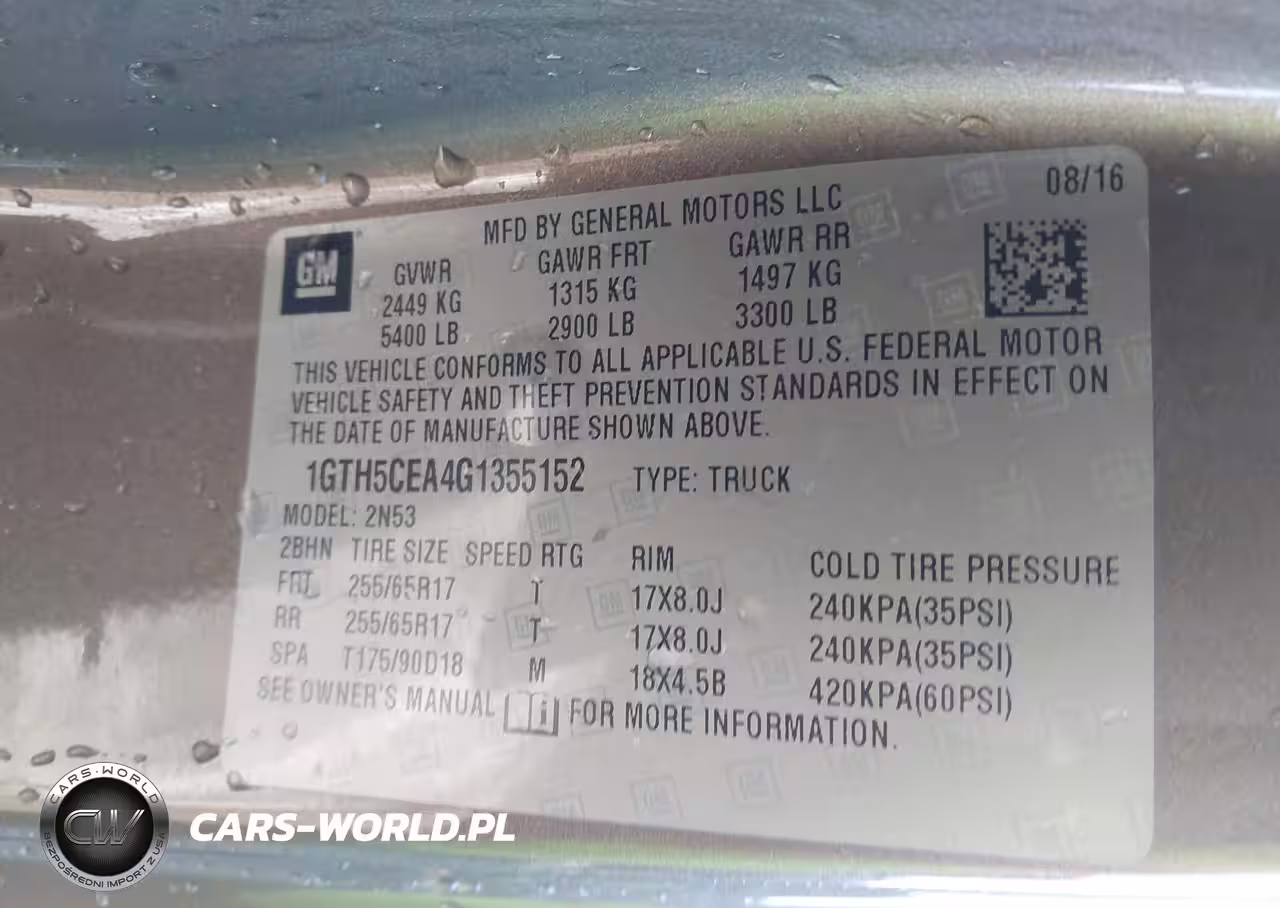 08/16
MFD BY GENERAL MOTORS LLC
GM GVWR GAWR FRT GAWR RR
2449 KG 1315 KG 1497 KG
5400 LB 2900 LB 3300 LB
THIS VEHICLE CONFORMS TO ALL APPLICABLE U.S. FEDERAL MOTOR
VEHICLE SAFETY AND THEFT PREVENTION STANDARDS IN EFFECT ON
THE DATE OF MANUFACTURE SHOWN ABOVE.
1GTH5CEA4G1355152 TYPE: TRUCK
MODEL: 2N53
2BHN TIRE SIZE SPEED RTG RIM COLD TIRE PRESSURE
FRT 255/65R17 T 17X8.0J 240KPA(35PSI)
RR 255/65R17 T 17X8.0J 240KPA(35PSI)
SPA T175/90D18 M 18X4.5B 420KPA(60PSI)
SEE OWNER'S MANUAL i FOR MORE INFORMATION.
CARS-WORLD
CW
BEZPOŚREDNI IMPORT Z USA
CARS-WORLD.PL